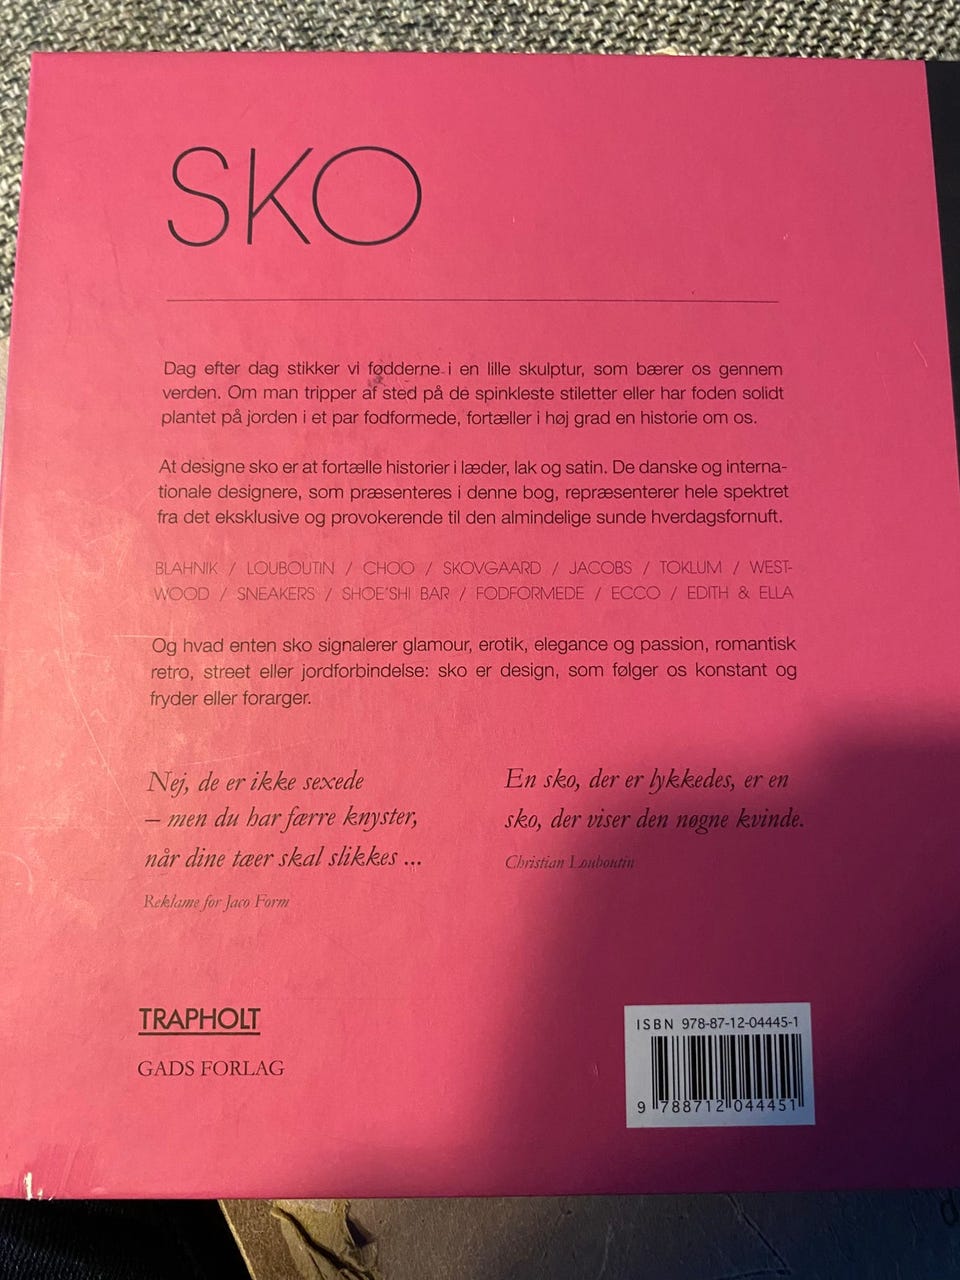 SKO
Dag efter dag stikker vi fødderne i en lille skulptur, som bærer os gennem
verden. Om man tripper af sted på de spinkleste stiletter eller har foden solidt
plantet på jorden i et par fodformede, fortæller i høj grad en historie om os.
At designe sko er at fortælle historier i læder, lak og satin. De danske og interna-
tionale designere, som præsenteres i denne bog, repræsenterer hele spektret
fra det eksklusive og provokerende til den almindelige sunde hverdagsfornuft.
BLAHNIK / LOUBOUTIN / CHOO / SKOVGAARD / JACOBS / TOKLUM / WEST-
WOOD / SNEAKERS / SHOE'SHI BAR / FODFORMEDE / ECCO / EDITH & ELLA
Og hvad enten sko signalerer glamour, erotik, elegance og passion, romantisk
retro, street eller jordforbindelse: sko er design, som følger os konstant og
fryder eller forarger.
Nej, de er ikke sexede
– men du har færre knyster,
når dine tæer skal slikkes ...
Reklame for Jaco Form
En sko, der er lykkedes, er en
sko, der viser den nøgne kvinde.
Christian Louboutin
TRAPHOLT
GADS FORLAG
ISBN 978-87-12-04445-1
9 788712 044451